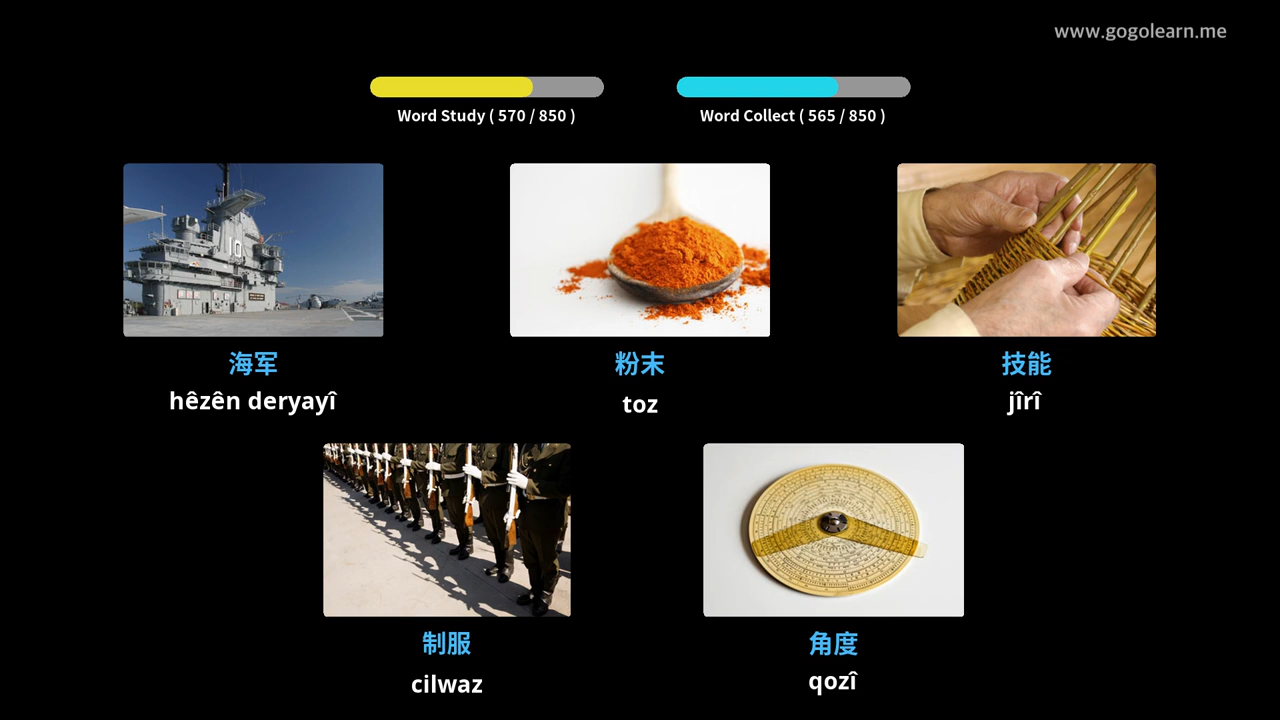 www.gogolearn.me
Word Study ( 570 / 850 )
Word Collect ( 565 / 850 )
海军
hêzên deryayî
粉末
toz
技能
jîrî
制服
cilwaz
角度
qozî